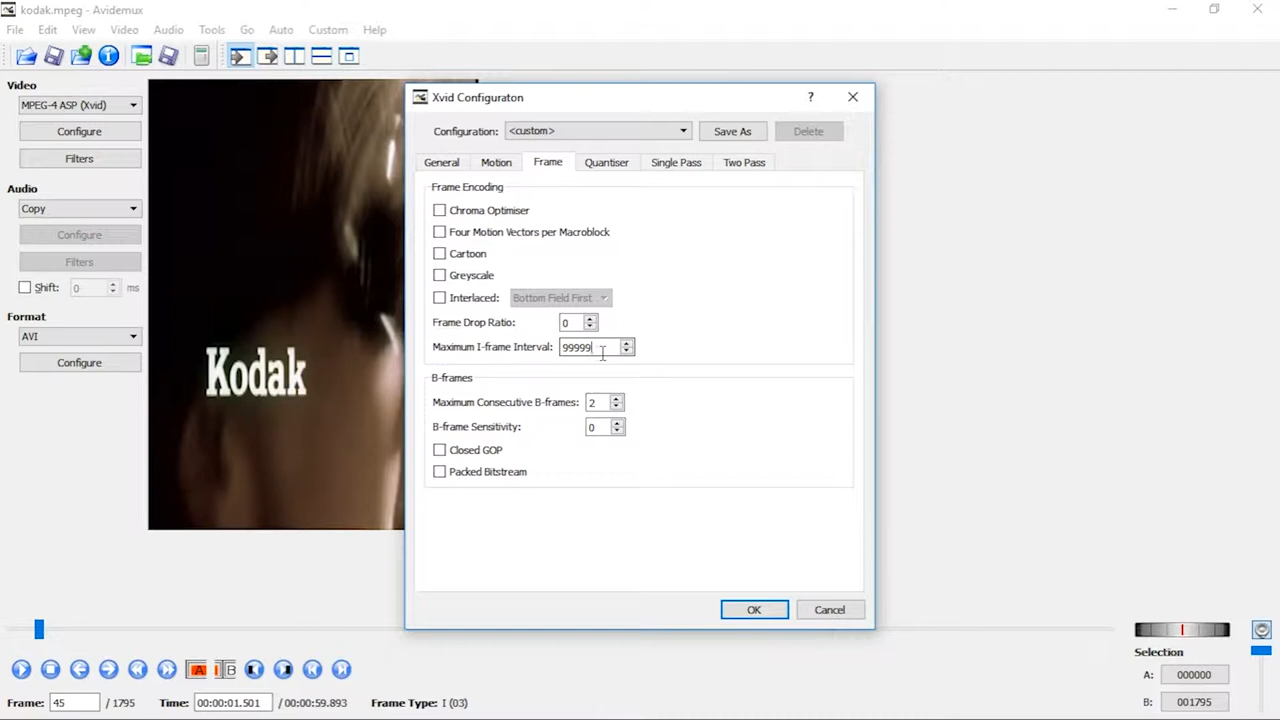 kodak.mpeg - Avidemux
File Edit View Video Audio Tools Go Auto Custom Help
Video
MPEG-4 ASP (Xvid)
Configure
Filters
Audio
Copy
Configure
Filters
Shift: 0 ms
Format
AVI
Configure
Kodak
Xvid Configuraton
?
Configuration: <custom> Save As Delete
General Motion Frame Quantiser Single Pass Two Pass
Frame Encoding
Chroma Optimiser
Four Motion Vectors per Macroblock
Cartoon
Greyscale
Interlaced: Bottom Field First
Frame Drop Ratio: 0
Maximum I-frame Interval: 99999
B-frames
Maximum Consecutive B-frames: 2
B-frame Sensitivity: 0
Closed GOP
Packed Bitstream
OK Cancel
A B
Selection
A: 000000
B: 001795
Frame: 45 / 1795 Time: 00:00:01.501 / 00:00:59.893 Frame Type: I (03)